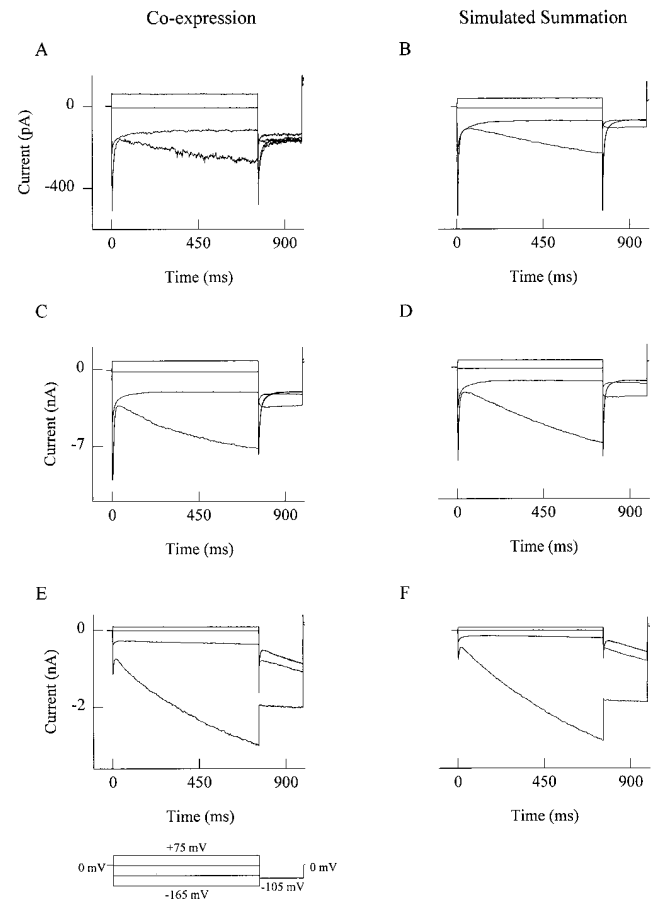 Co-expression
Simulated Summation
A
B
Current (pA)
0
-400
0
450
900
Time (ms)
0
450
900
Time (ms)
C
D
Current (nA)
0
-7
0
450
900
Time (ms)
0
450
900
Time (ms)
E
F
Current (nA)
0
-2
0
450
900
Time (ms)
0
450
900
Time (ms)
+75 mV
0 mV
0 mV
-105 mV
-165 mV